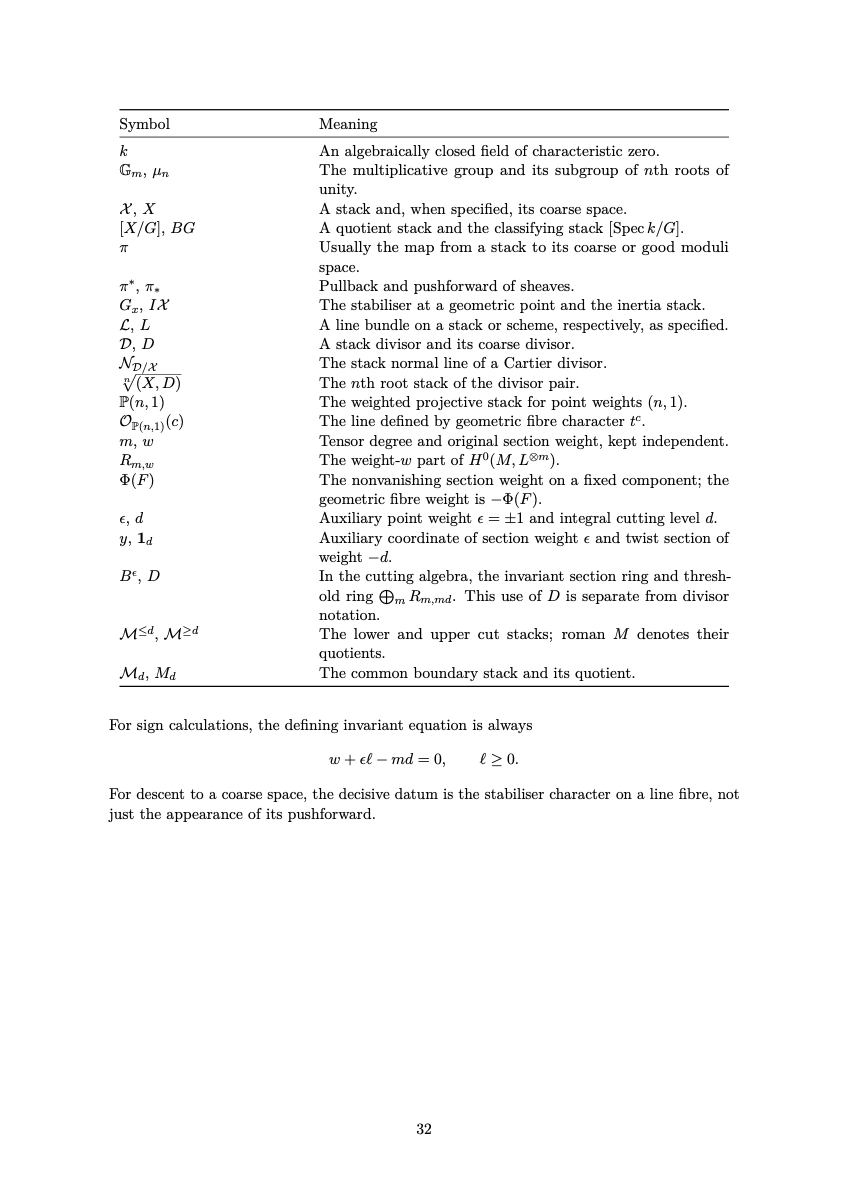 Symbol Meaning
k An algebraically closed field of characteristic zero.
𝔾ₘ, μₙ The multiplicative group and its subgroup of nth roots of
unity.
𝒳, X A stack and, when specified, its coarse space.
[X/G], BG A quotient stack and the classifying stack [Spec k/G].
π Usually the map from a stack to its coarse or good moduli
space.
π*, π_* Pullback and pushforward of sheaves.
G_x, I𝒳 The stabiliser at a geometric point and the inertia stack.
ℒ, L A line bundle on a stack or scheme, respectively, as specified.
𝒟, D A stack divisor and its coarse divisor.
𝒩_{𝒟/𝒳} The stack normal line of a Cartier divisor.
ⁿ√(X, D) The nth root stack of the divisor pair.
ℙ(n, 1) The weighted projective stack for point weights (n, 1).
𝒪_{ℙ(n,1)}(c) The line defined by geometric fibre character t^c.
m, w Tensor degree and original section weight, kept independent.
R_{m,w} The weight-w part of H⁰(M, L^{⊗m}).
Φ(F) The nonvanishing section weight on a fixed component; the
geometric fibre weight is −Φ(F).
ϵ, d Auxiliary point weight ϵ = ±1 and integral cutting level d.
y, 𝟏_d Auxiliary coordinate of section weight ϵ and twist section of
weight −d.
B^ϵ, D In the cutting algebra, the invariant section ring and thresh-
old ring ⨁_m R_{m,md}. This use of D is separate from divisor
notation.
ℳ^{≤d}, ℳ^{≥d} The lower and upper cut stacks; roman M denotes their
quotients.
ℳ_d, M_d The common boundary stack and its quotient.
For sign calculations, the defining invariant equation is always
w + ϵℓ − md = 0, ℓ ≥ 0.
For descent to a coarse space, the decisive datum is the stabiliser character on a line fibre, not
just the appearance of its pushforward.
32